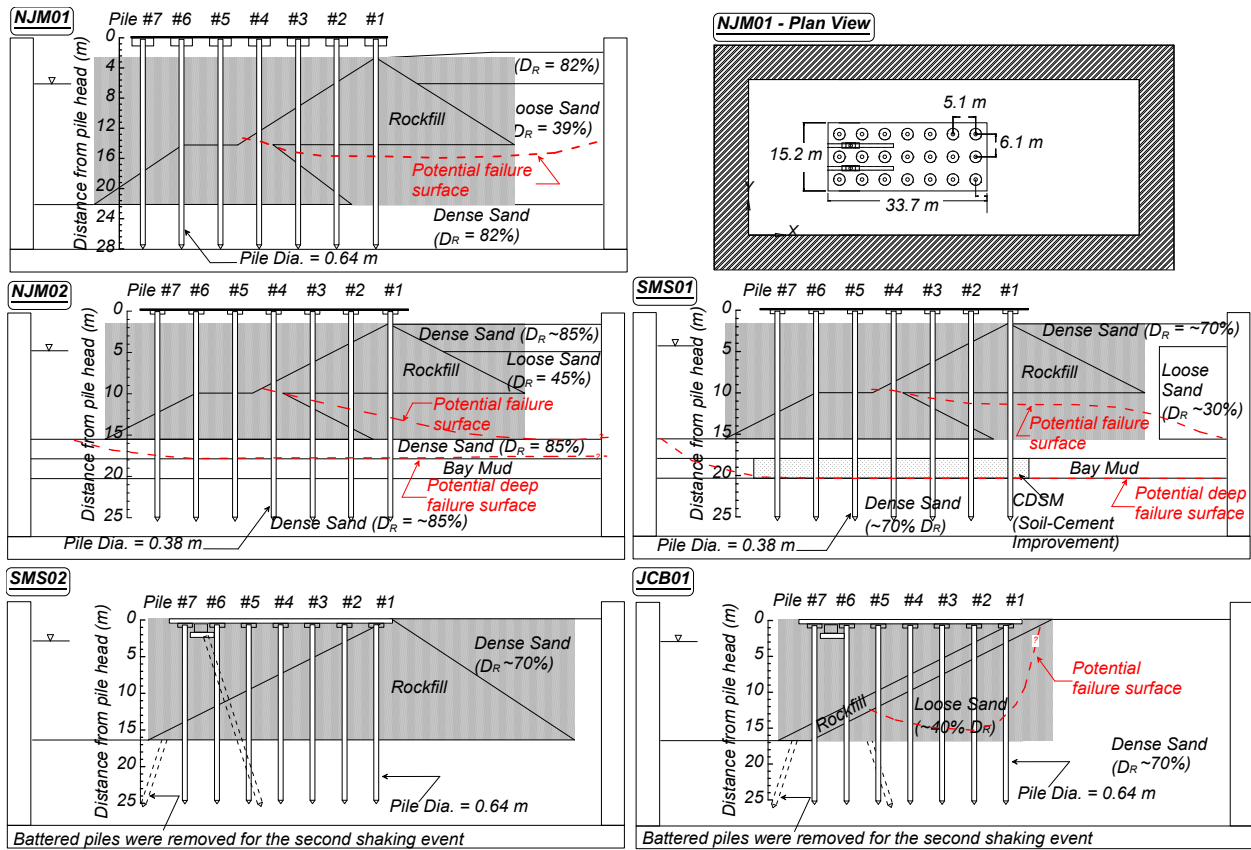 NJM01
Pile #7 #6 #5 #4 #3 #2 #1
Distance from pile head (m)
0
4
8
12
16
20
24
28
(DR = 82%)
Loose Sand
(DR = 39%)
Rockfill
Potential failure
surface
Dense Sand
(DR = 82%)
Pile Dia. = 0.64 m
NJM01 - Plan View
5.1 m
6.1 m
15.2 m
33.7 m
Y
X
NJM02
Pile #7 #6 #5 #4 #3 #2 #1
Distance from pile head (m)
0
5
10
15
20
25
Dense Sand (DR ~85%)
Loose Sand
(DR = 45%)
Rockfill
Potential failure
surface
?
Dense Sand (DR = 85%)
?
Bay Mud
Potential deep
failure surface
Dense Sand (DR = ~85%)
Pile Dia. = 0.38 m
SMS01
Pile #7 #6 #5 #4 #3 #2 #1
Distance from pile head (m)
0
5
10
15
20
25
Dense Sand (DR = ~70%)
Rockfill
Loose
Sand
(DR ~30%)
Potential failure
surface
Bay Mud
Dense Sand
(~70% DR)
CDSM
(Soil-Cement
Improvement)
Potential deep
failure surface
Pile Dia. = 0.38 m
SMS02
Pile #7 #6 #5 #4 #3 #2 #1
Distance from pile head (m)
0
5
10
15
20
25
Dense Sand
(DR ~70%)
Rockfill
Pile Dia. = 0.64 m
Battered piles were removed for the second shaking event
JCB01
Pile #7 #6 #5 #4 #3 #2 #1
Distance from pile head (m)
0
5
10
15
20
25
?
Potential
failure surface
Rockfill
Loose Sand
(~40% DR)
Dense Sand
(DR ~70%)
Pile Dia. = 0.64 m
Battered piles were removed for the second shaking event